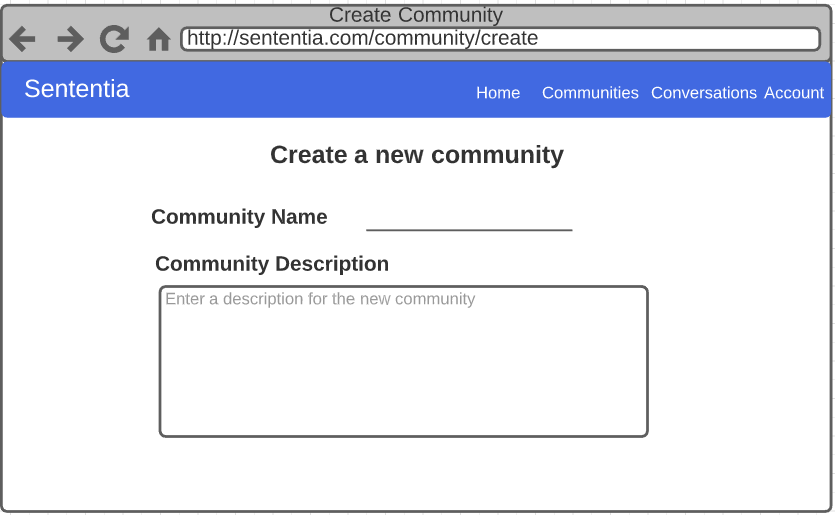 Create Community
http://sententia.com/community/create
Sententia
Home Communities Conversations Account
Create a new community
Community Name
Community Description
Enter a description for the new community